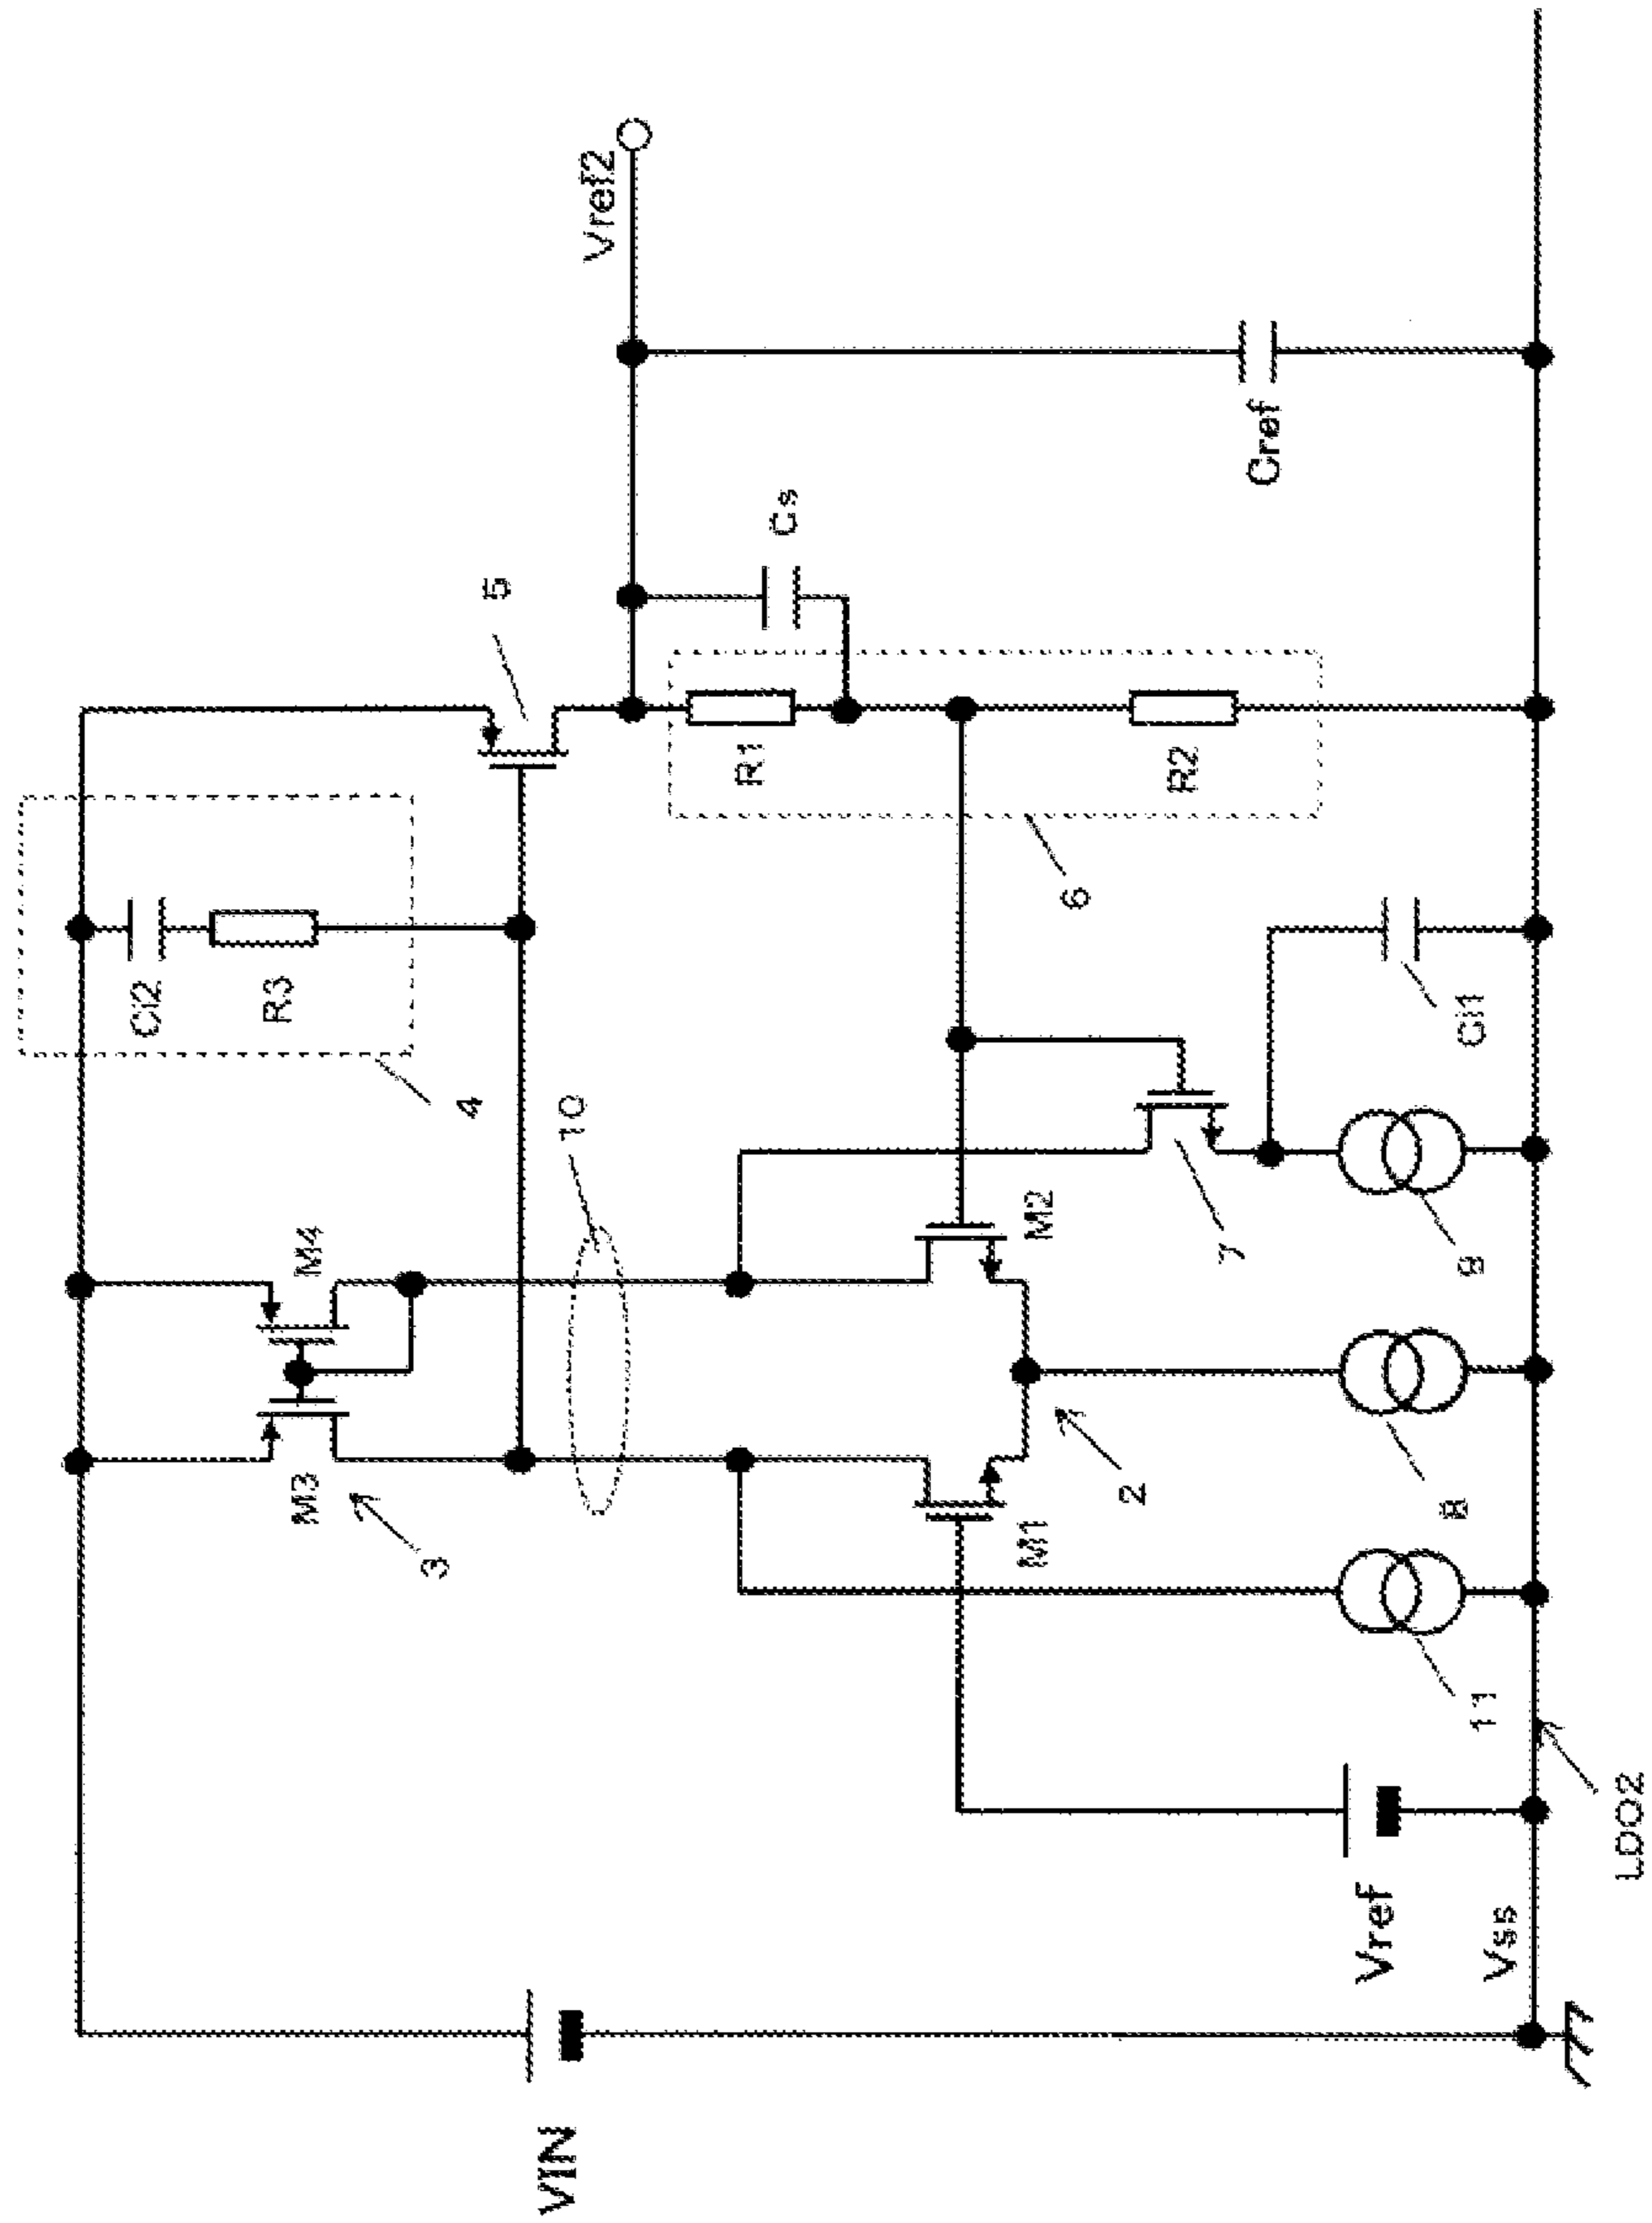 VIN
Vref
Vss
LDO2
M3
M4
3
Ci2
R3
4
5
Vref2
10
M1
M2
2
7
R1
R2
6
Cs
Cref
Ci1
11
8
9